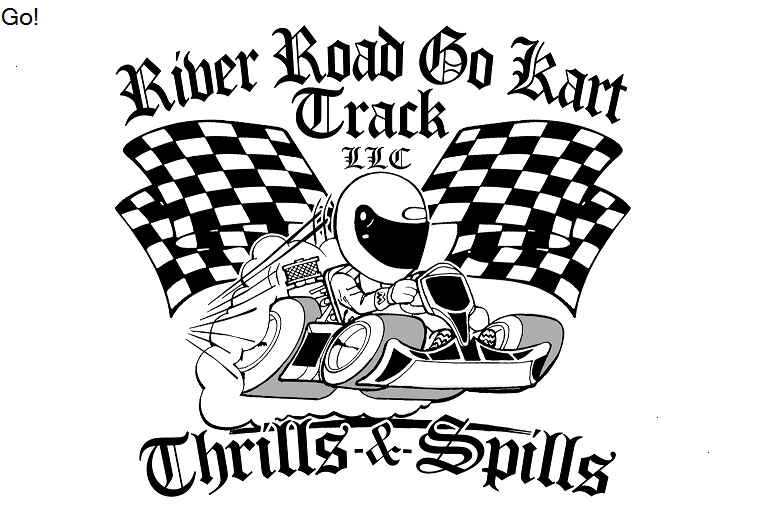 Go!
River Road Go Kart
Track
LLC
Thrills-&-Spills